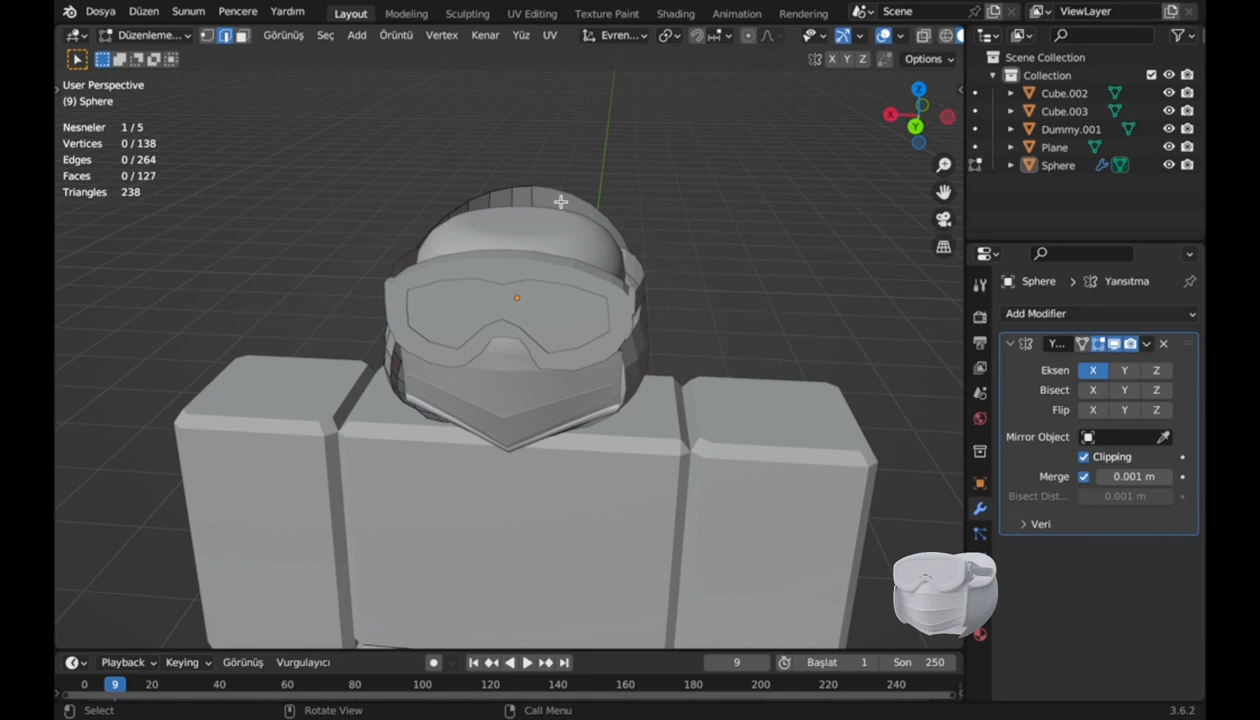 Dosya Düzen Sunum Pencere Yardım Layout Modeling Sculpting UV Editing Texture Paint Shading Animation Rendering Scene ViewLayer
Düzenleme... Görünüş Seç Add Örüntü Vertex Kenar Yüz UV Evren...
X Y Z Options
User Perspective
(9) Sphere
Nesneler 1 / 5
Vertices 0 / 138
Edges 0 / 264
Faces 0 / 127
Triangles 238
Z
X
Y
Scene Collection
Collection
Cube.002
Cube.003
Dummy.001
Plane
Sphere
Sphere Yansıtma
Add Modifier
Y...
Eksen X Y Z
Bisect X Y Z
Flip X Y Z
Mirror Object
Clipping
Merge 0.001 m
Bisect Dist... 0.001 m
Veri
Playback Keying Görünüş Vurgulayıcı 9 Başlat 1 Son 250
0 9 20 40 60 80 100 120 140 160 180 200 220 240
Select Rotate View Call Menu 3.6.2